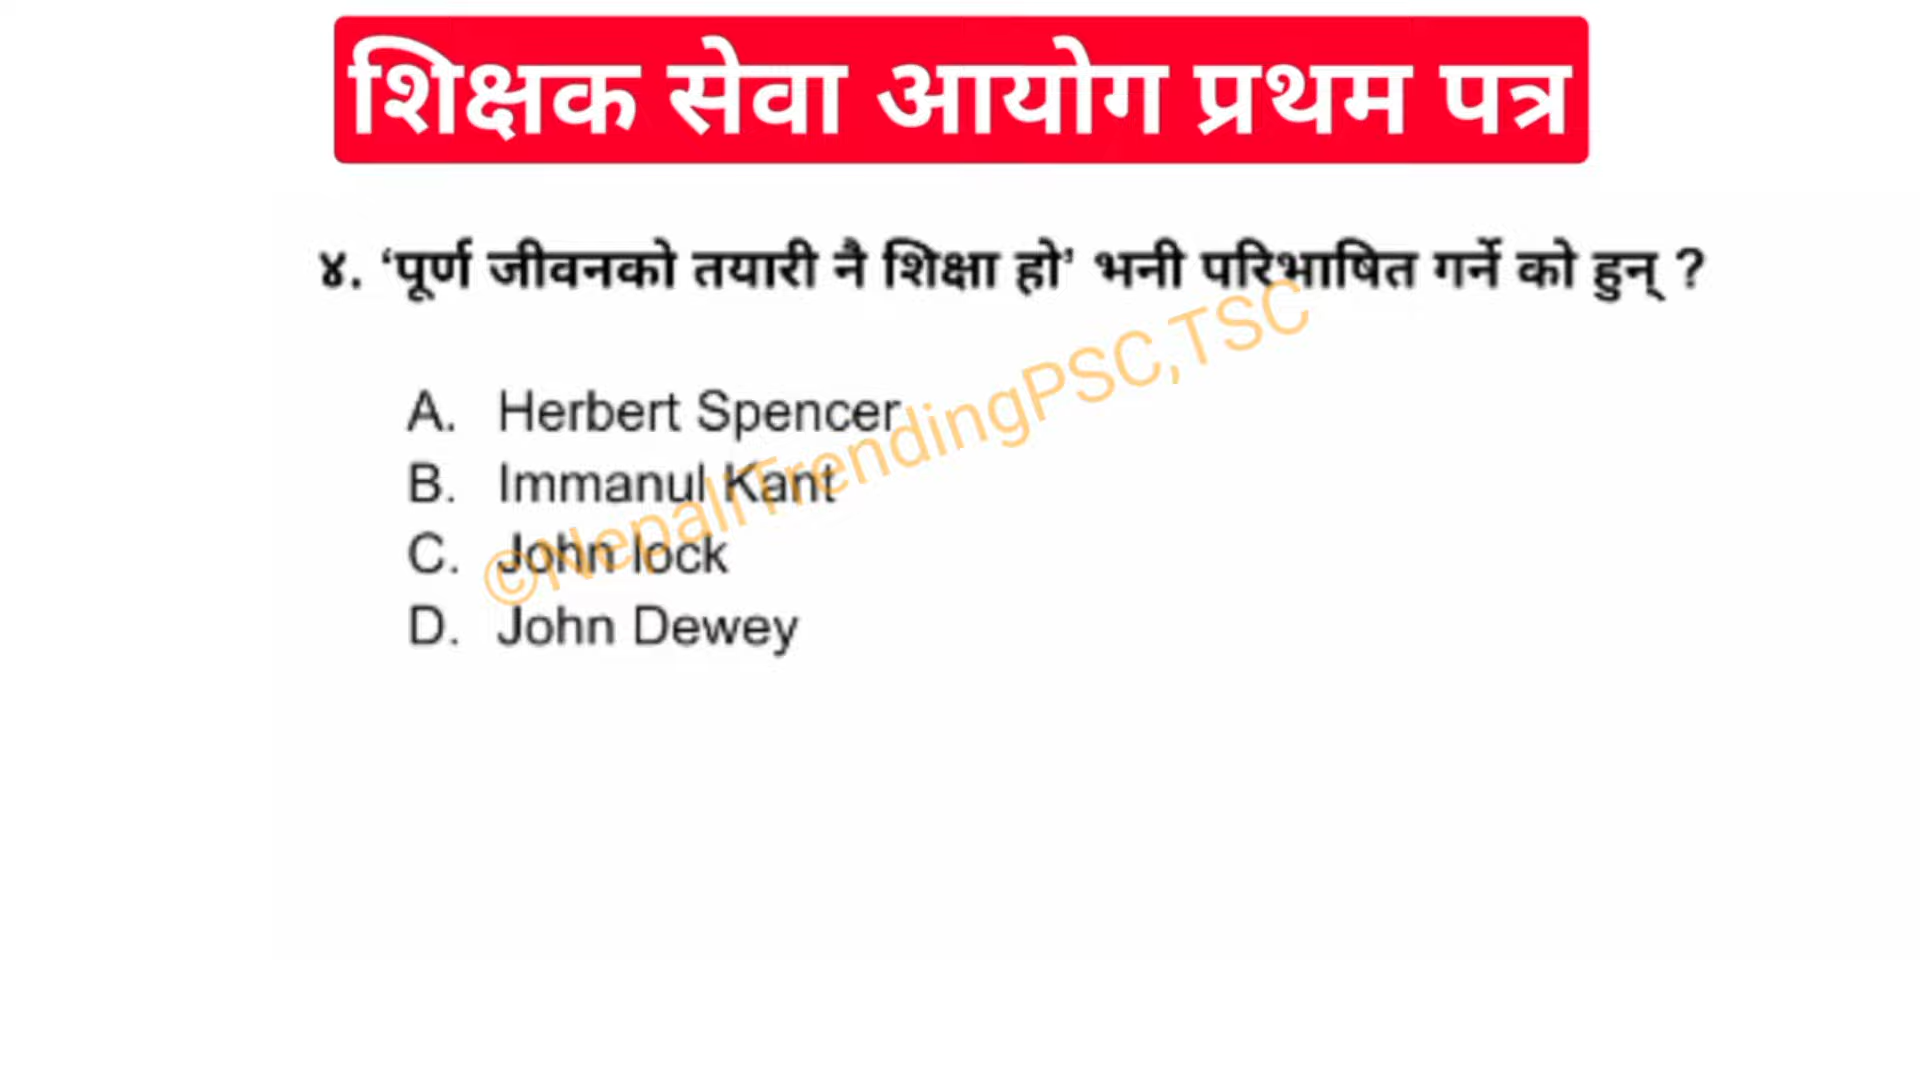 शिक्षक सेवा आयोग प्रथम पत्र
४. ‘पूर्ण जीवनको तयारी नै शिक्षा हो’ भनी परिभाषित गर्ने को हुन् ?
A. Herbert Spencer
B. Immanul Kant
C. John lock
D. John Dewey
©NepaliTrendingPSC,TSC